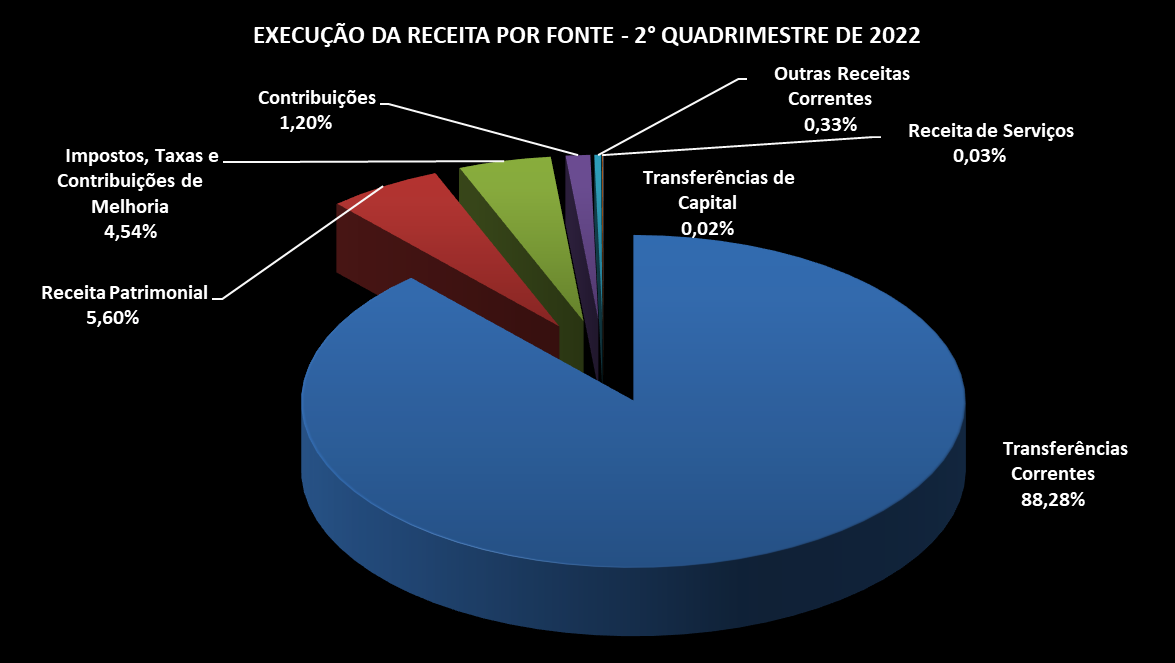 EXECUÇÃO DA RECEITA POR FONTE - 2° QUADRIMESTRE DE 2022
Outras Receitas
Correntes
0,33%
Contribuições
1,20%
Receita de Serviços
0,03%
Impostos, Taxas e
Contribuições de
Melhoria
4,54%
Transferências de
Capital
0,02%
Receita Patrimonial
5,60%
Transferências
Correntes
88,28%